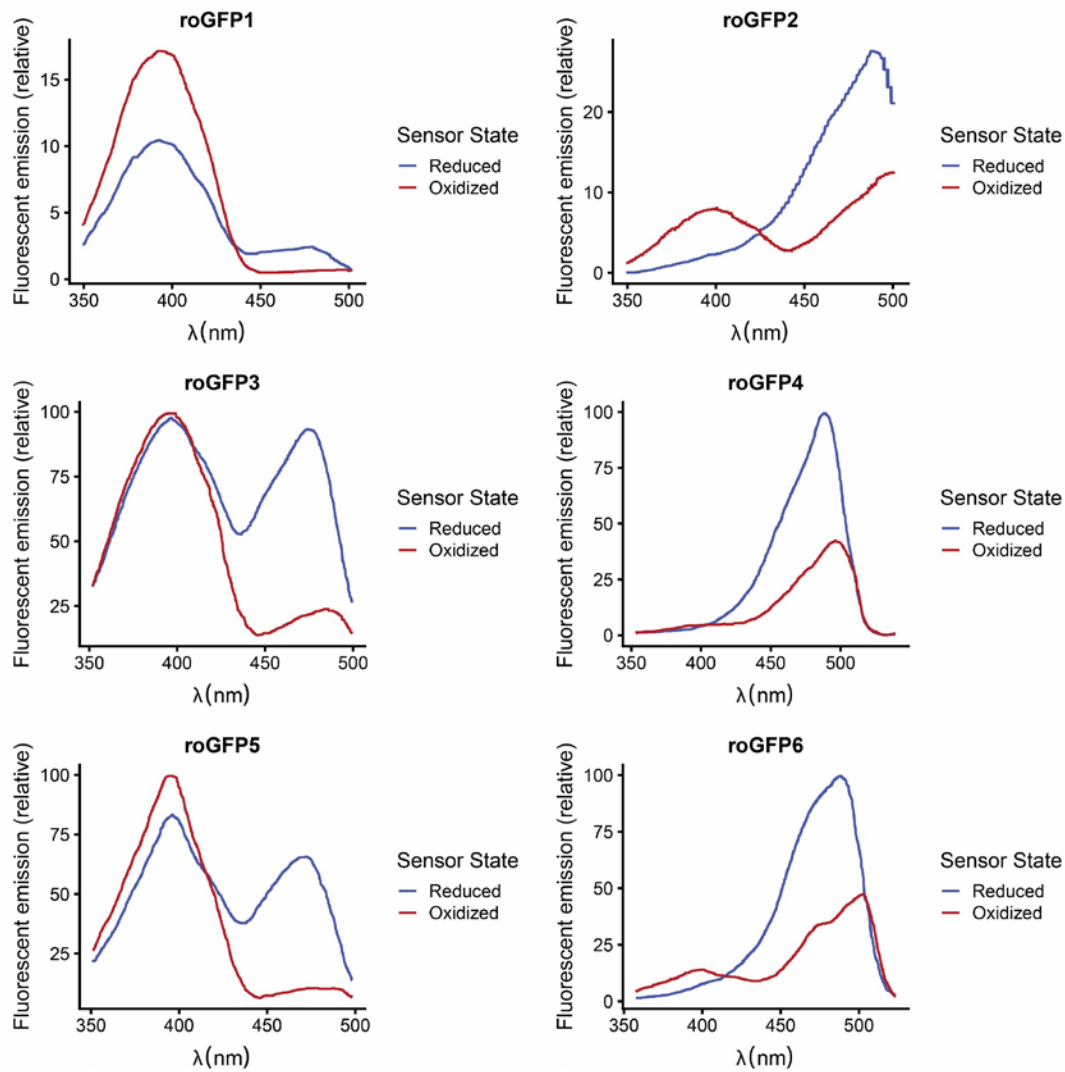 roGFP1
Fluorescent emission (relative)
15
10
5
0
350
400
450
500
λ(nm)
Sensor State
Reduced
Oxidized
roGFP2
Fluorescent emission (relative)
20
10
0
350
400
450
500
λ(nm)
Sensor State
Reduced
Oxidized
roGFP3
Fluorescent emission (relative)
100
75
50
25
350
400
450
500
λ(nm)
Sensor State
Reduced
Oxidized
roGFP4
Fluorescent emission (relative)
100
75
50
25
0
350
400
450
500
λ(nm)
Sensor State
Reduced
Oxidized
roGFP5
Fluorescent emission (relative)
100
75
50
25
350
400
450
500
λ(nm)
Sensor State
Reduced
Oxidized
roGFP6
Fluorescent emission (relative)
100
75
50
25
0
400
450
500
λ(nm)
Sensor State
Reduced
Oxidized